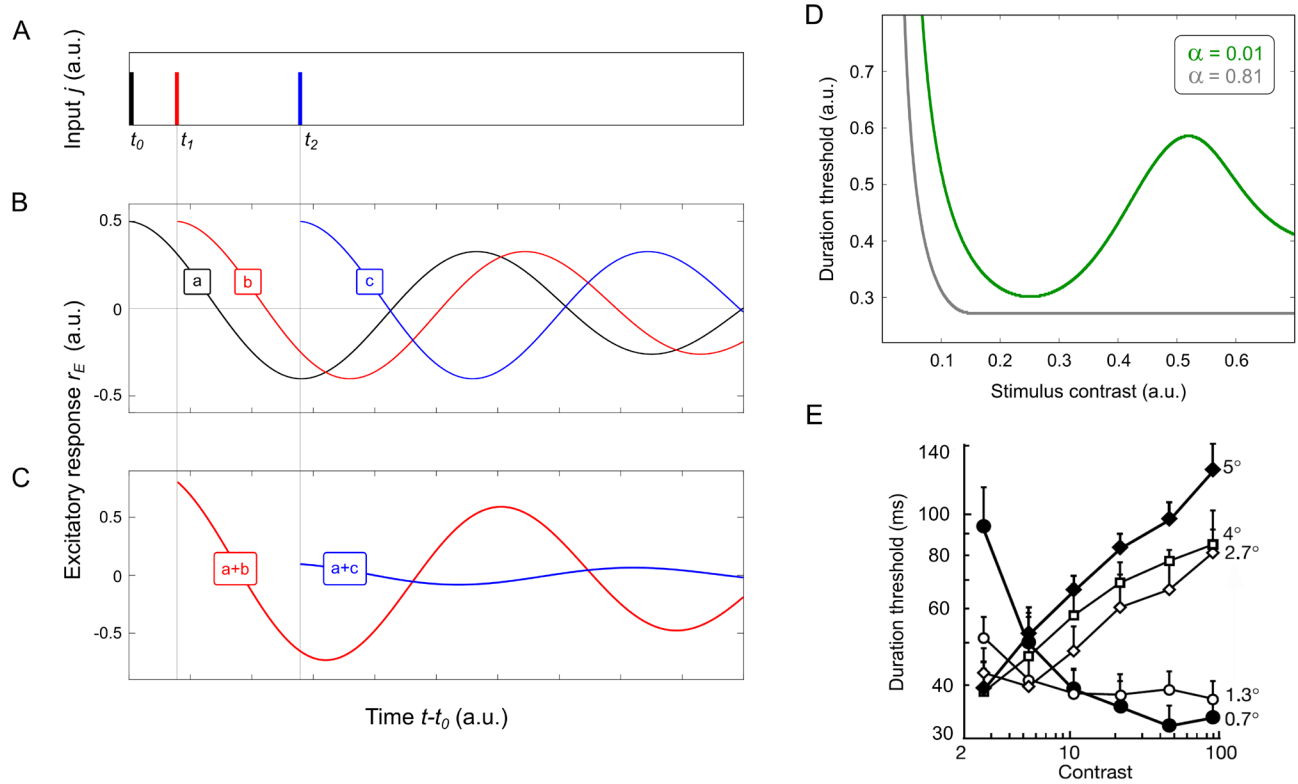 A
Input j (a.u.)
t0
t1
t2
B
0.5
0
-0.5
a
b
c
Excitatory response rE (a.u.)
C
0.5
0
-0.5
a+b
a+c
Time t-t0 (a.u.)
D
Duration threshold (a.u.)
0.7
0.6
0.5
0.4
0.3
α = 0.01
α = 0.81
0.1 0.2 0.3 0.4 0.5 0.6
Stimulus contrast (a.u.)
E
Duration threshold (ms)
140
100
80
60
40
30
5°
4°
2.7°
1.3°
0.7°
2 10 100
Contrast